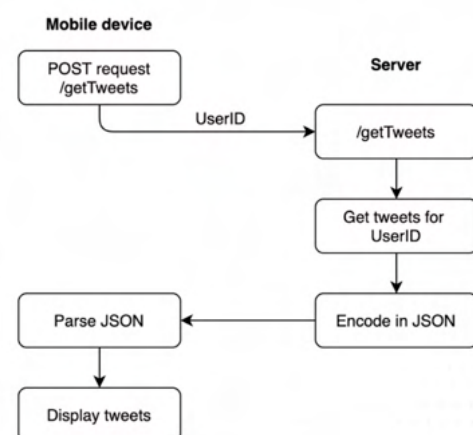 Mobile device
POST request
/getTweets
Server
UserID
/getTweets
Get tweets for
UserID
Parse JSON
Encode in JSON
Display tweets